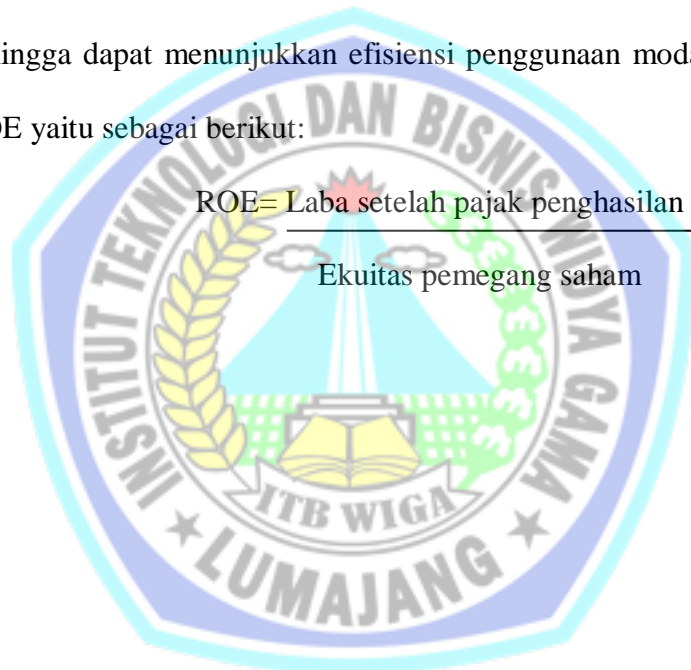 ingga dapat menunjukkan efisiensi penggunaan moda
OE yaitu sebagai berikut:
ROE= Laba setelah pajak penghasilan
Ekuitas pemegang saham
INSTITUT TEKNOLOGI DAN BISNIS WIDYA GAMA
ITB WIGA
LUMAJANG